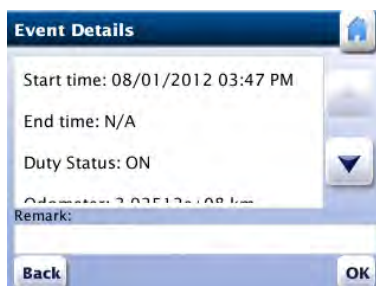 Event Details
Start time: 08/01/2012 03:47 PM
End time: N/A
Duty Status: ON
Remark:
Back
OK